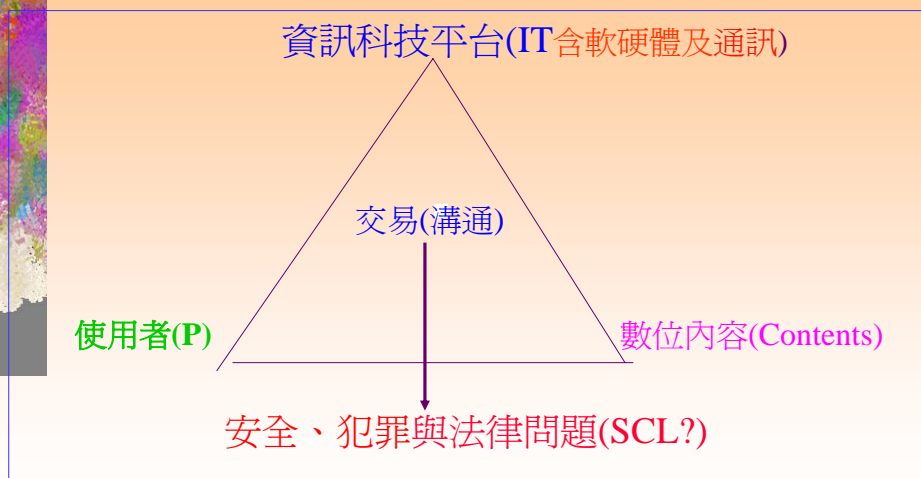 資訊科技平台(IT含軟硬體及通訊)
交易(溝通)
使用者(P)
數位內容(Contents)
安全、犯罪與法律問題(SCL?)